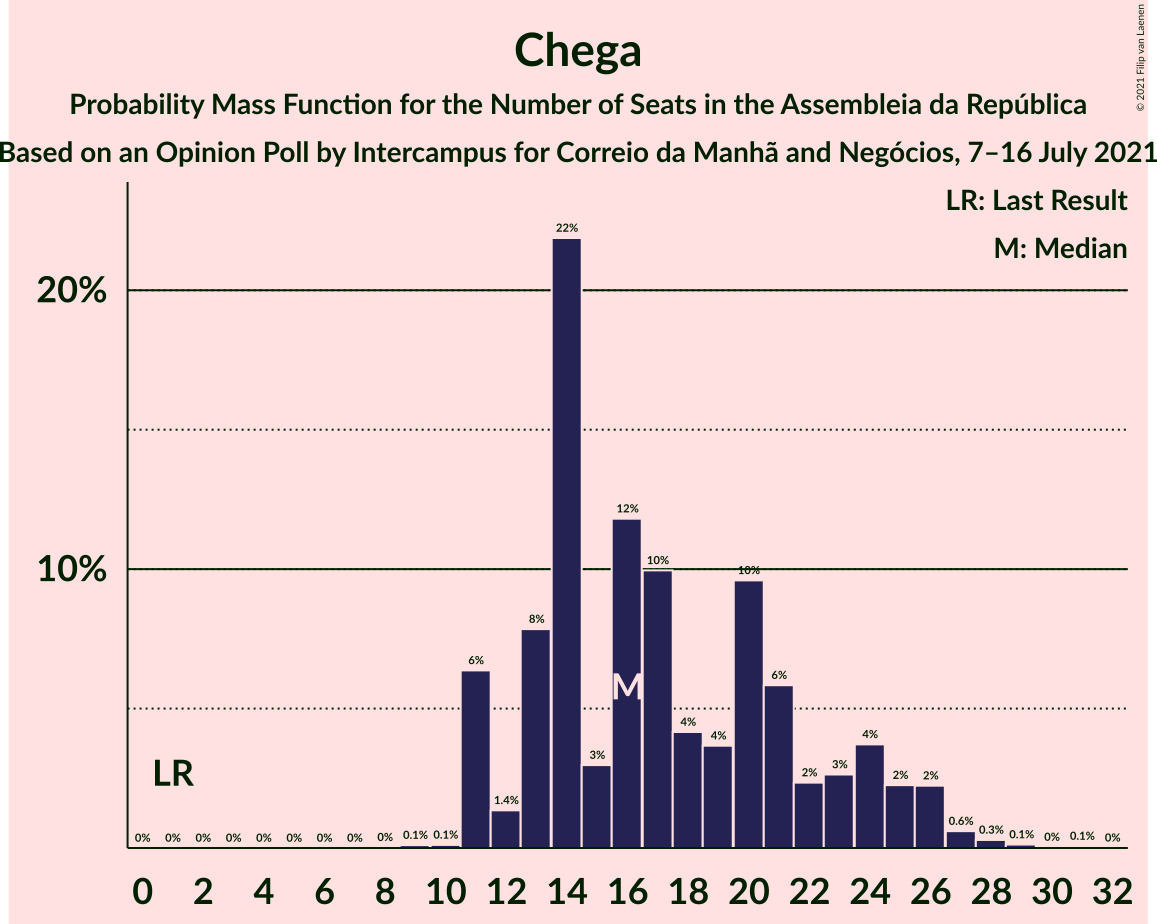 Chega
Probability Mass Function for the Number of Seats in the Assembleia da República
Based on an Opinion Poll by Intercampus for Correio da Manhã and Negócios, 7–16 July 2021
© 2021 Filip van Laenen
LR: Last Result
M: Median
20%
10%
0% 0% 0% 0% 0% 0% 0% 0% 0% 0.1% 0.1% 6% 1.4% 8% 22% 3% 12% 10% 4% 4% 10% 6% 2% 3% 4% 2% 2% 0.6% 0.3% 0.1% 0% 0.1% 0%
LR
M
0 2 4 6 8 10 12 14 16 18 20 22 24 26 28 30 32